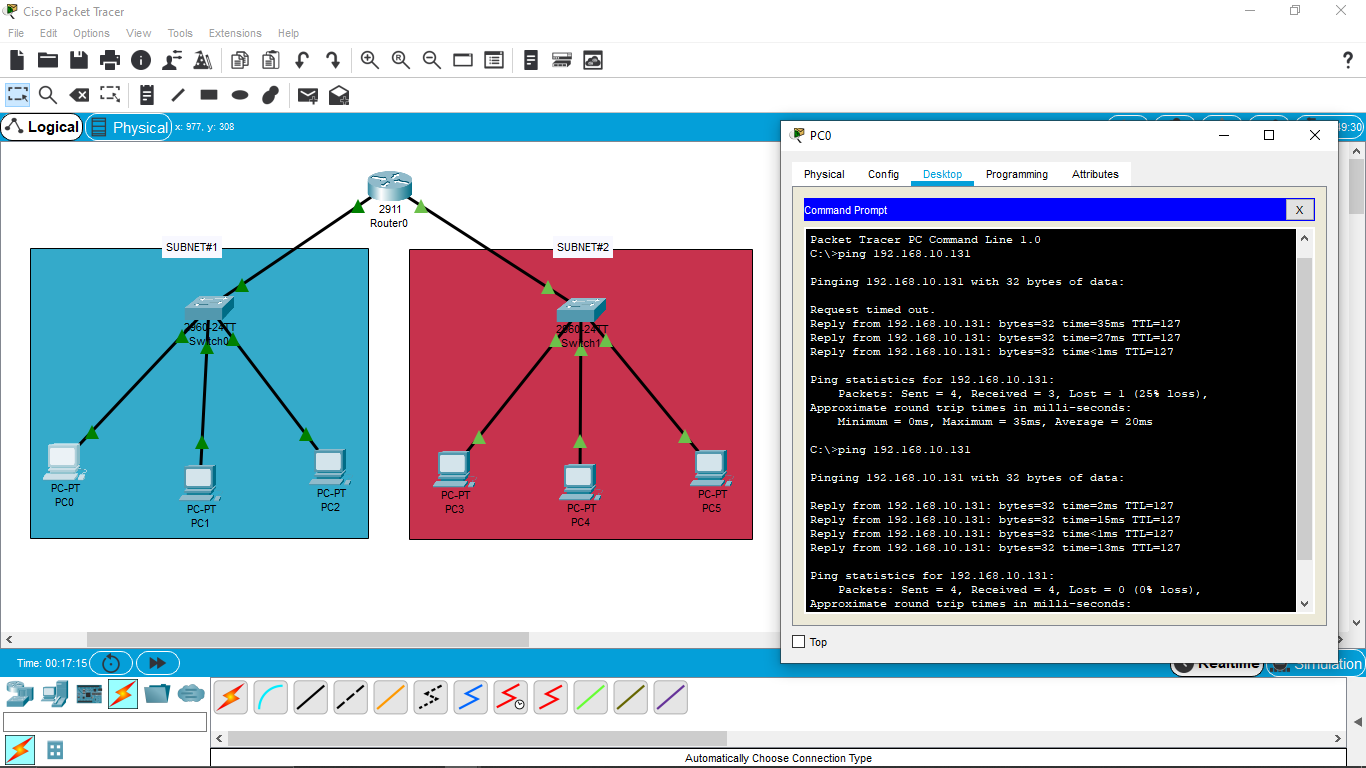 Cisco Packet Tracer
File Edit Options View Tools Extensions Help
Logical
Physical
x: 977, y: 308
49:30
2911
Router0
SUBNET#1
SUBNET#2
2960-24TT
Switch0
2960-24TT
Switch1
PC-PT
PC0
PC-PT
PC1
PC-PT
PC2
PC-PT
PC3
PC-PT
PC4
PC-PT
PC5
PC0
Physical Config Desktop Programming Attributes
Command Prompt
X
Packet Tracer PC Command Line 1.0
C:\>ping 192.168.10.131
Pinging 192.168.10.131 with 32 bytes of data:
Request timed out.
Reply from 192.168.10.131: bytes=32 time=35ms TTL=127
Reply from 192.168.10.131: bytes=32 time=27ms TTL=127
Reply from 192.168.10.131: bytes=32 time<1ms TTL=127
Ping statistics for 192.168.10.131:
Packets: Sent = 4, Received = 3, Lost = 1 (25% loss),
Approximate round trip times in milli-seconds:
Minimum = 0ms, Maximum = 35ms, Average = 20ms
C:\>ping 192.168.10.131
Pinging 192.168.10.131 with 32 bytes of data:
Reply from 192.168.10.131: bytes=32 time=2ms TTL=127
Reply from 192.168.10.131: bytes=32 time=15ms TTL=127
Reply from 192.168.10.131: bytes=32 time<1ms TTL=127
Reply from 192.168.10.131: bytes=32 time=13ms TTL=127
Ping statistics for 192.168.10.131:
Packets: Sent = 4, Received = 4, Lost = 0 (0% loss),
Approximate round trip times in milli-seconds:
Top
Time: 00:17:15
Realtime
Simulation
Automatically Choose Connection Type